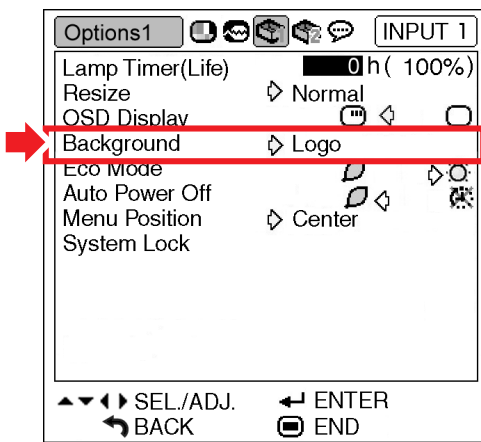 Options1 INPUT 1
Lamp Timer(Life) 0 h ( 100%)
Resize Normal
OSD Display
Background Logo
Eco Mode
Auto Power Off
Menu Position Center
System Lock
SEL./ADJ. ENTER
BACK END